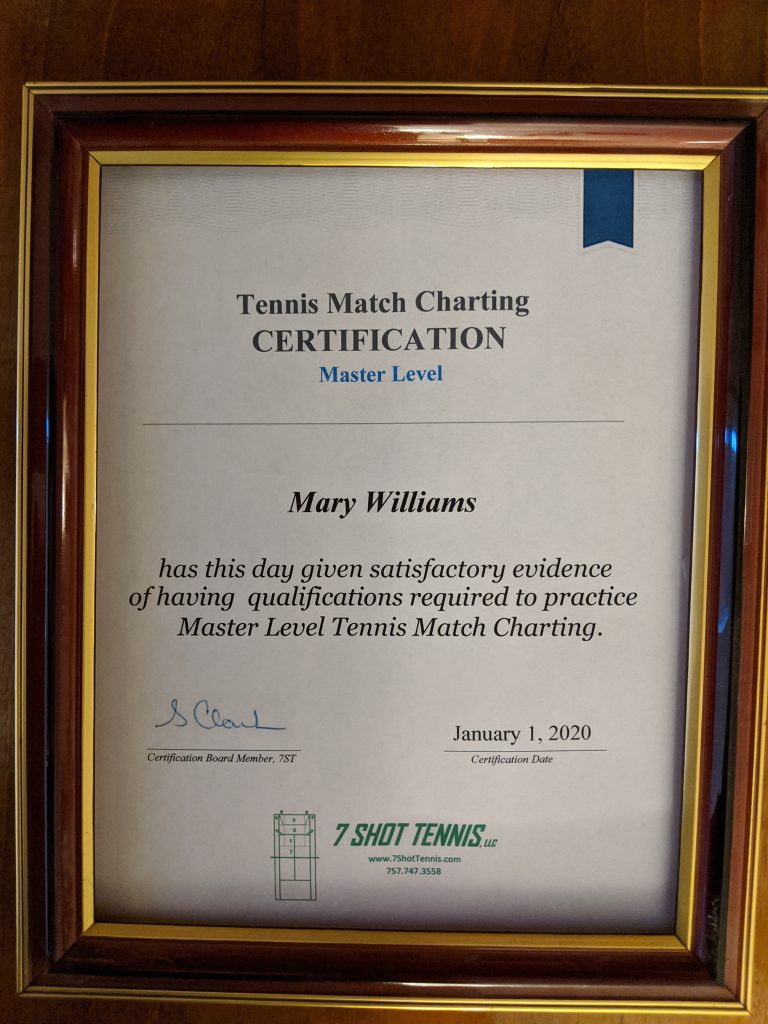 Tennis Match Charting
CERTIFICATION
Master Level
Mary Williams
has this day given satisfactory evidence
of having qualifications required to practice
Master Level Tennis Match Charting.
S Clark
January 1, 2020
Certification Board Member, 7ST
Certification Date
7 SHOT TENNIS, LLC
www.7ShotTennis.com
757.747.3558